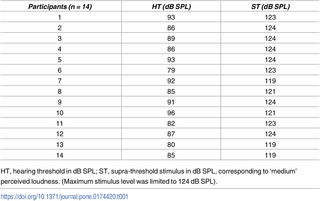 Participants (n = 14) HT (dB SPL) ST (dB SPL)
1 93 123
2 86 124
3 89 124
4 86 124
5 93 124
6 79 123
7 92 119
8 85 121
9 91 124
10 96 121
11 82 123
12 87 124
13 80 119
14 85 119
HT, hearing threshold in dB SPL; ST, supra-threshold stimulus in dB SPL, corresponding to ‘medium’
perceived loudness. (Maximum stimulus level was limited to 124 dB SPL).
https://doi.org/10.1371/journal.pone.0174420.t001